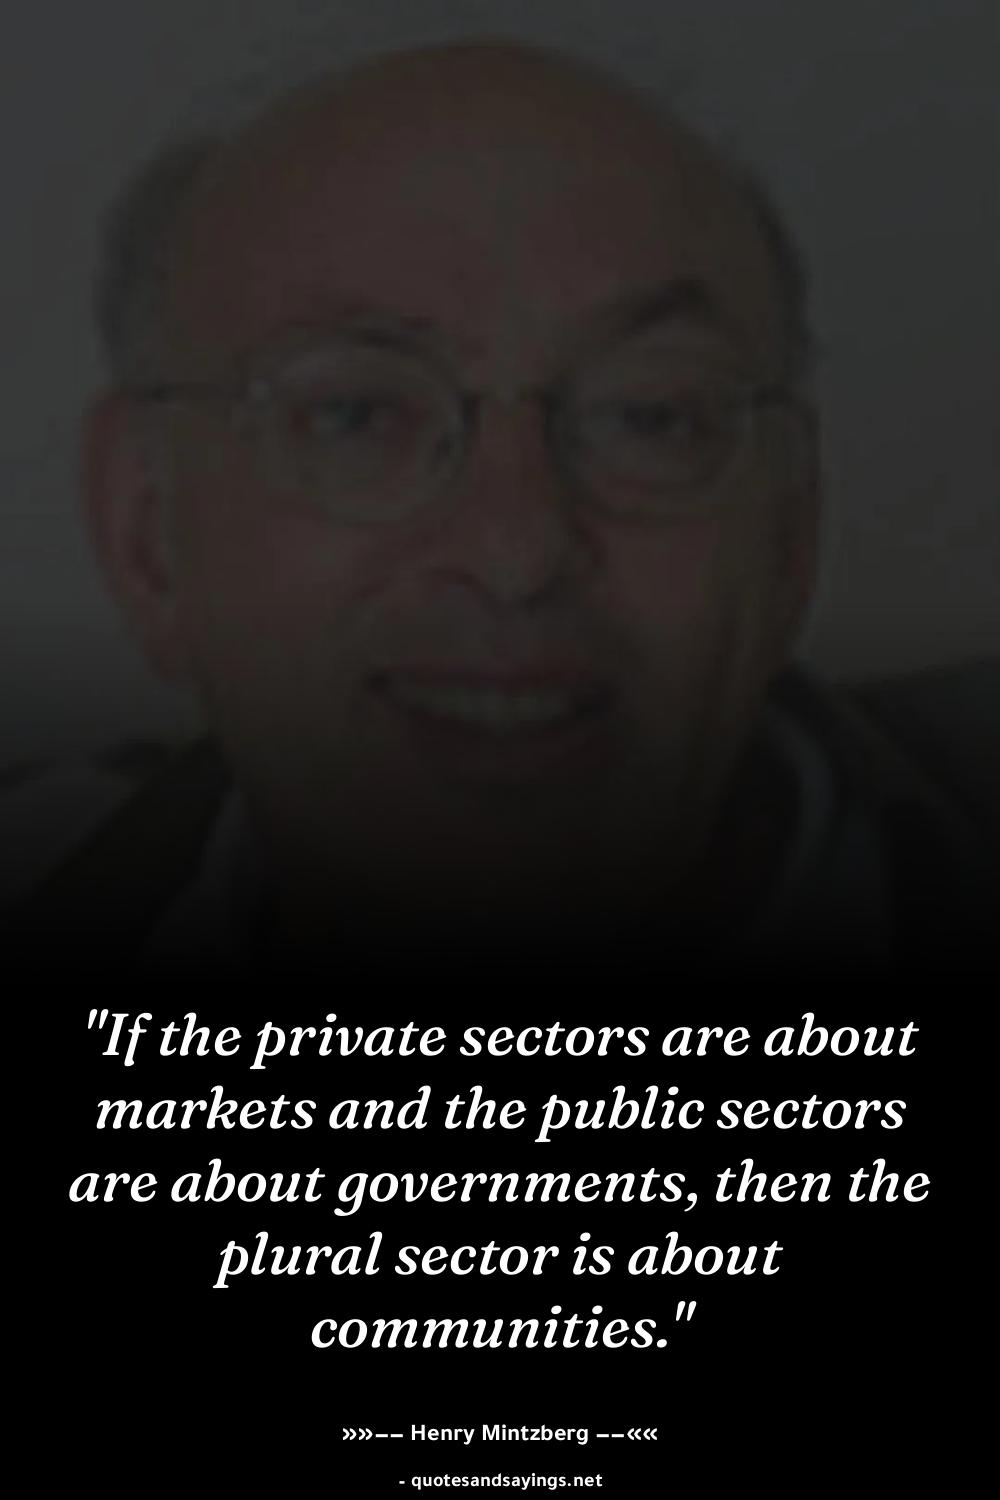 "If the private sectors are about
markets and the public sectors
are about governments, then the
plural sector is about
communities."
»»−− Henry Mintzberg −−««
- quotesandsayings.net